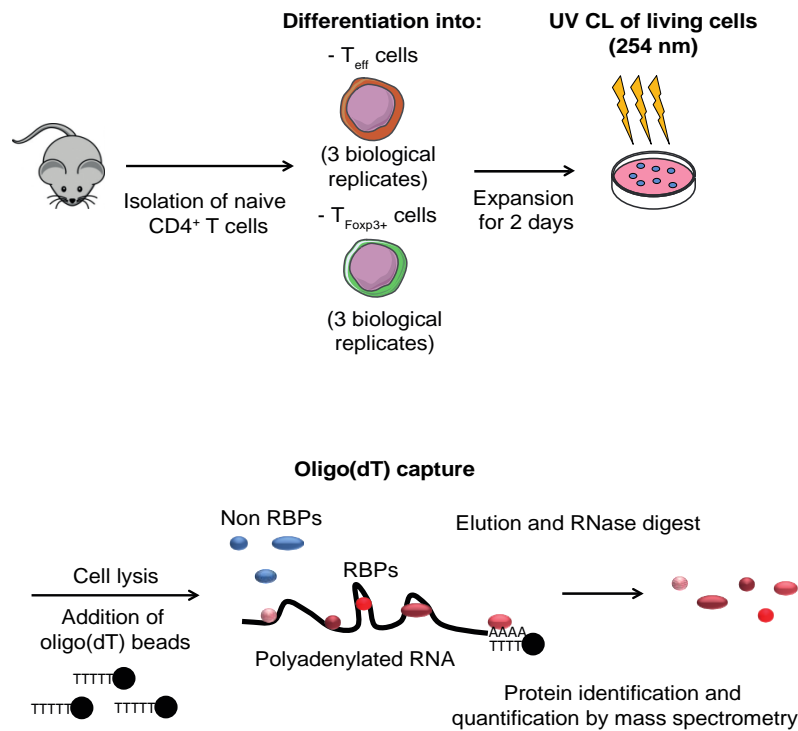 Differentiation into:
- Teff cells
(3 biological
replicates)
- TFoxp3+ cells
(3 biological
replicates)
Isolation of naive
CD4+ T cells
Expansion
for 2 days
UV CL of living cells
(254 nm)
Oligo(dT) capture
Cell lysis
Addition of
oligo(dT) beads
TTTTT
TTTTT
TTTTT
Non RBPs
RBPs
Polyadenylated RNA
AAAA
TTTT
Elution and RNase digest
Protein identification and
quantification by mass spectrometry